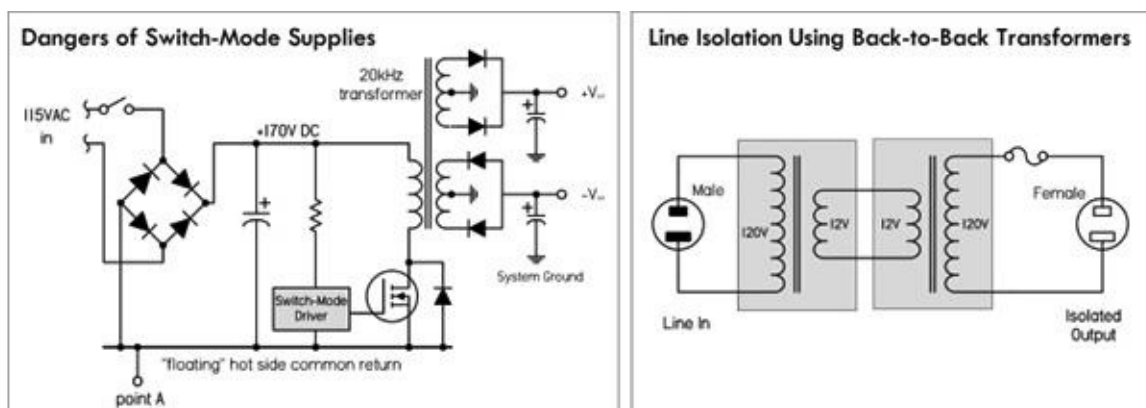 Dangers of Switch-Mode Supplies
20kHz
transformer
115VAC
in
+170V DC
+
+
+
Switch-Mode
Driver
System Ground
"floating" hot side common return
point A
Line Isolation Using Back-to-Back Transformers
Male
Female
120V
12V
12V
120V
Line In
Isolated
Output